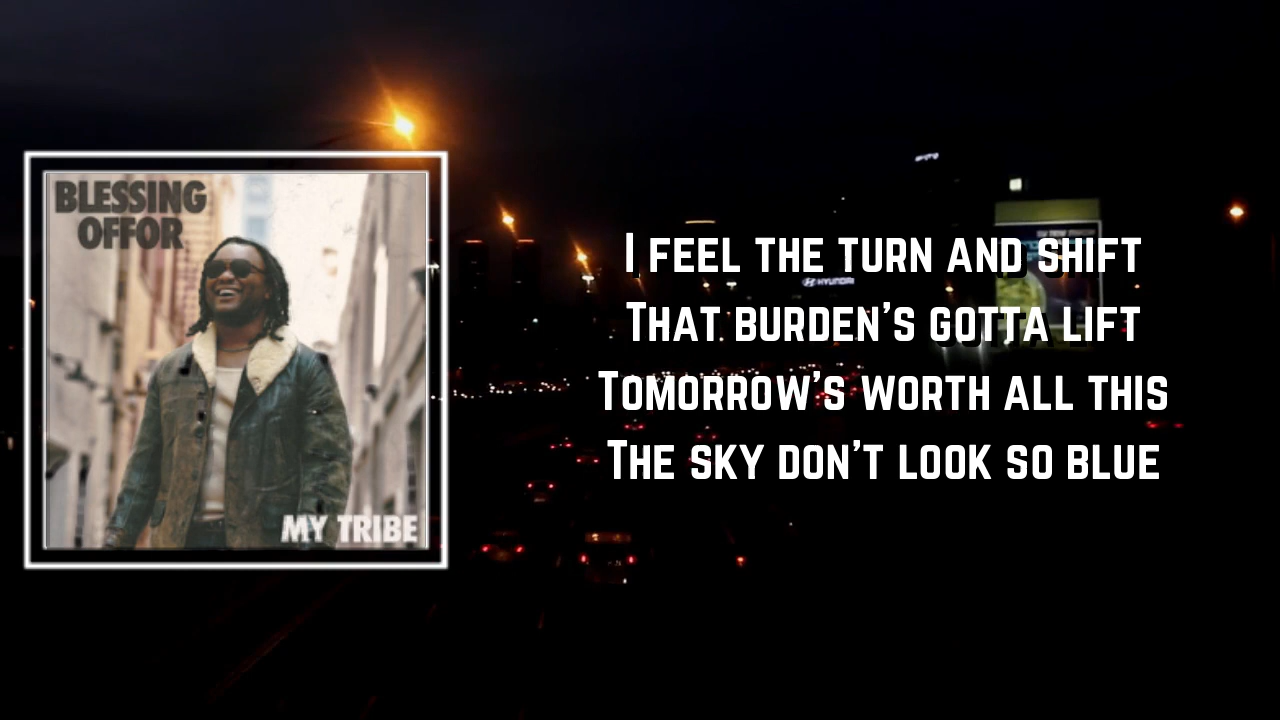 BLESSING
OFFOR
MY TRIBE
I FEEL THE TURN AND SHIFT
THAT BURDEN'S GOTTA LIFT
TOMORROW'S WORTH ALL THIS
THE SKY DON'T LOOK SO BLUE
HYUNDAI